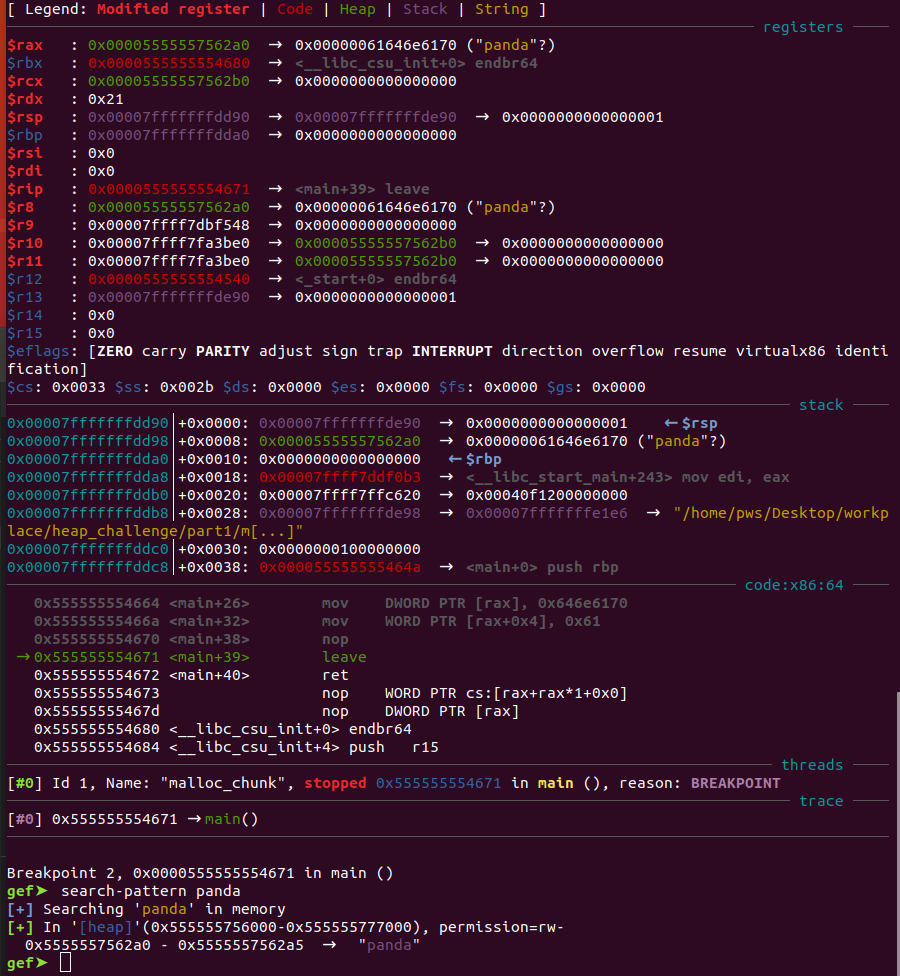 [ Legend: Modified register | Code | Heap | Stack | String ]
registers
$rax   : 0x00005555557562a0  →  0x00000061646e6170 ("panda"?)
$rbx   : 0x0000555555554680  →  <__libc_csu_init+0> endbr64
$rcx   : 0x00005555557562b0  →  0x0000000000000000
$rdx   : 0x21
$rsp   : 0x00007fffffffdd90  →  0x00007fffffffde90  →  0x0000000000000001
$rbp   : 0x00007fffffffdda0  →  0x0000000000000000
$rsi   : 0x0
$rdi   : 0x0
$rip   : 0x0000555555554671  →  <main+39> leave
$r8    : 0x00005555557562a0  →  0x00000061646e6170 ("panda"?)
$r9    : 0x00007ffff7dbf548  →  0x0000000000000000
$r10   : 0x00007ffff7fa3be0  →  0x00005555557562b0  →  0x0000000000000000
$r11   : 0x00007ffff7fa3be0  →  0x00005555557562b0  →  0x0000000000000000
$r12   : 0x0000555555554540  →  <_start+0> endbr64
$r13   : 0x00007fffffffde90  →  0x0000000000000001
$r14   : 0x0
$r15   : 0x0
$eflags: [ZERO carry PARITY adjust sign trap INTERRUPT direction overflow resume virtualx86 identi
fication]
$cs: 0x0033 $ss: 0x002b $ds: 0x0000 $es: 0x0000 $fs: 0x0000 $gs: 0x0000
stack
0x00007fffffffdd90│+0x0000: 0x00007fffffffde90  →  0x0000000000000001    ←$rsp
0x00007fffffffdd98│+0x0008: 0x00005555557562a0  →  0x00000061646e6170 ("panda"?)
0x00007fffffffdda0│+0x0010: 0x0000000000000000   ←$rbp
0x00007fffffffdda8│+0x0018: 0x00007ffff7ddf0b3  →  <__libc_start_main+243> mov edi, eax
0x00007fffffffddb0│+0x0020: 0x00007ffff7ffc620  →  0x00040f1200000000
0x00007fffffffddb8│+0x0028: 0x00007fffffffde98  →  0x00007fffffffe1e6  →  "/home/pws/Desktop/workp
lace/heap_challenge/part1/m[...]"
0x00007fffffffddc0│+0x0030: 0x0000000100000000
0x00007fffffffddc8│+0x0038: 0x000055555555464a  →  <main+0> push rbp
code:x86:64
0x555555554664 <main+26>        mov    DWORD PTR [rax], 0x646e6170
0x55555555466a <main+32>        mov    WORD PTR [rax+0x4], 0x61
0x555555554670 <main+38>        nop
→0x555555554671 <main+39>        leave
0x555555554672 <main+40>        ret
0x555555554673                  nop    WORD PTR cs:[rax+rax*1+0x0]
0x55555555467d                  nop    DWORD PTR [rax]
0x555555554680 <__libc_csu_init+0> endbr64
0x555555554684 <__libc_csu_init+4> push   r15
threads
[#0] Id 1, Name: "malloc_chunk", stopped 0x555555554671 in main (), reason: BREAKPOINT
trace
[#0] 0x555555554671 →main()
Breakpoint 2, 0x0000555555554671 in main ()
gef➤  search-pattern panda
[+] Searching 'panda' in memory
[+] In '[heap]'(0x555555756000-0x555555777000), permission=rw-
0x5555557562a0 - 0x5555557562a5  →   "panda"
gef➤